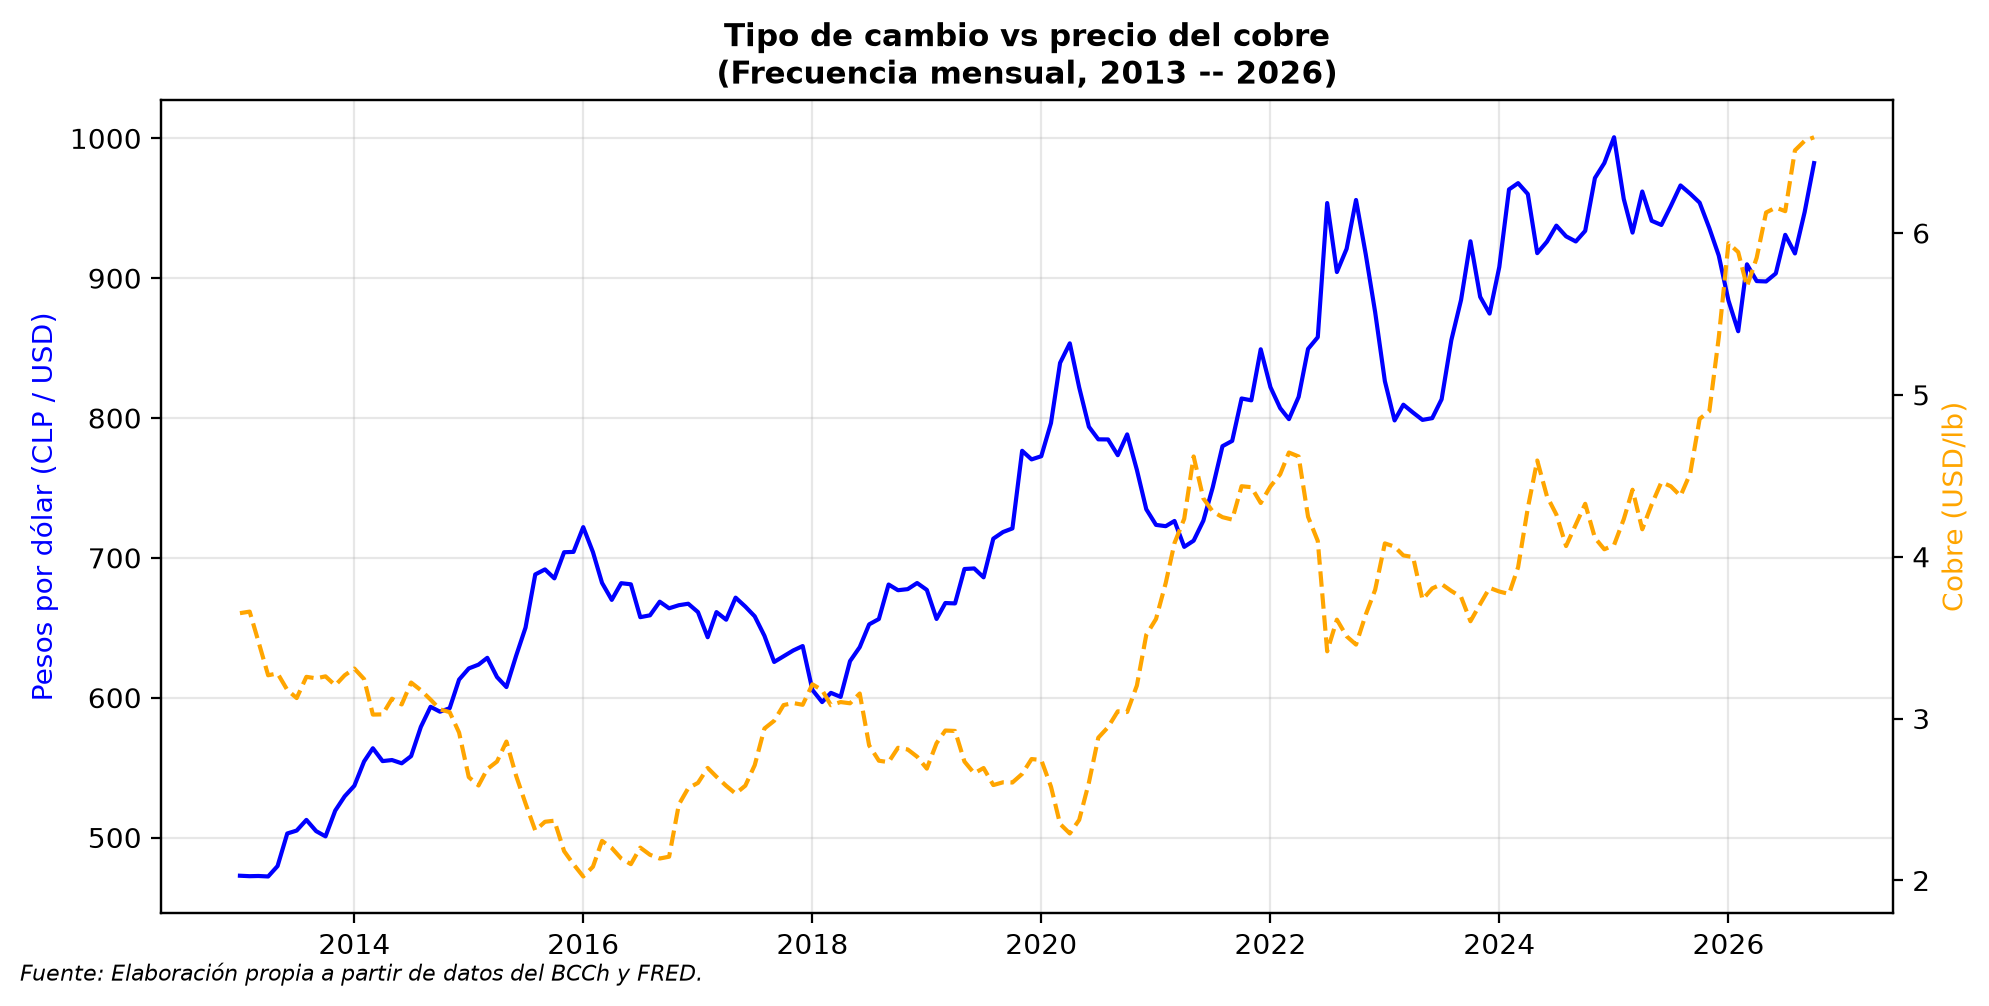 Tipo de cambio vs precio del cobre
(Frecuencia mensual, 2013 -- 2026)
Pesos por dólar (CLP / USD)
1000
900
800
700
600
500
6
5
4
3
2
Cobre (USD/lb)
2014 2016 2018 2020 2022 2024 2026
Fuente: Elaboración propia a partir de datos del BCCh y FRED.